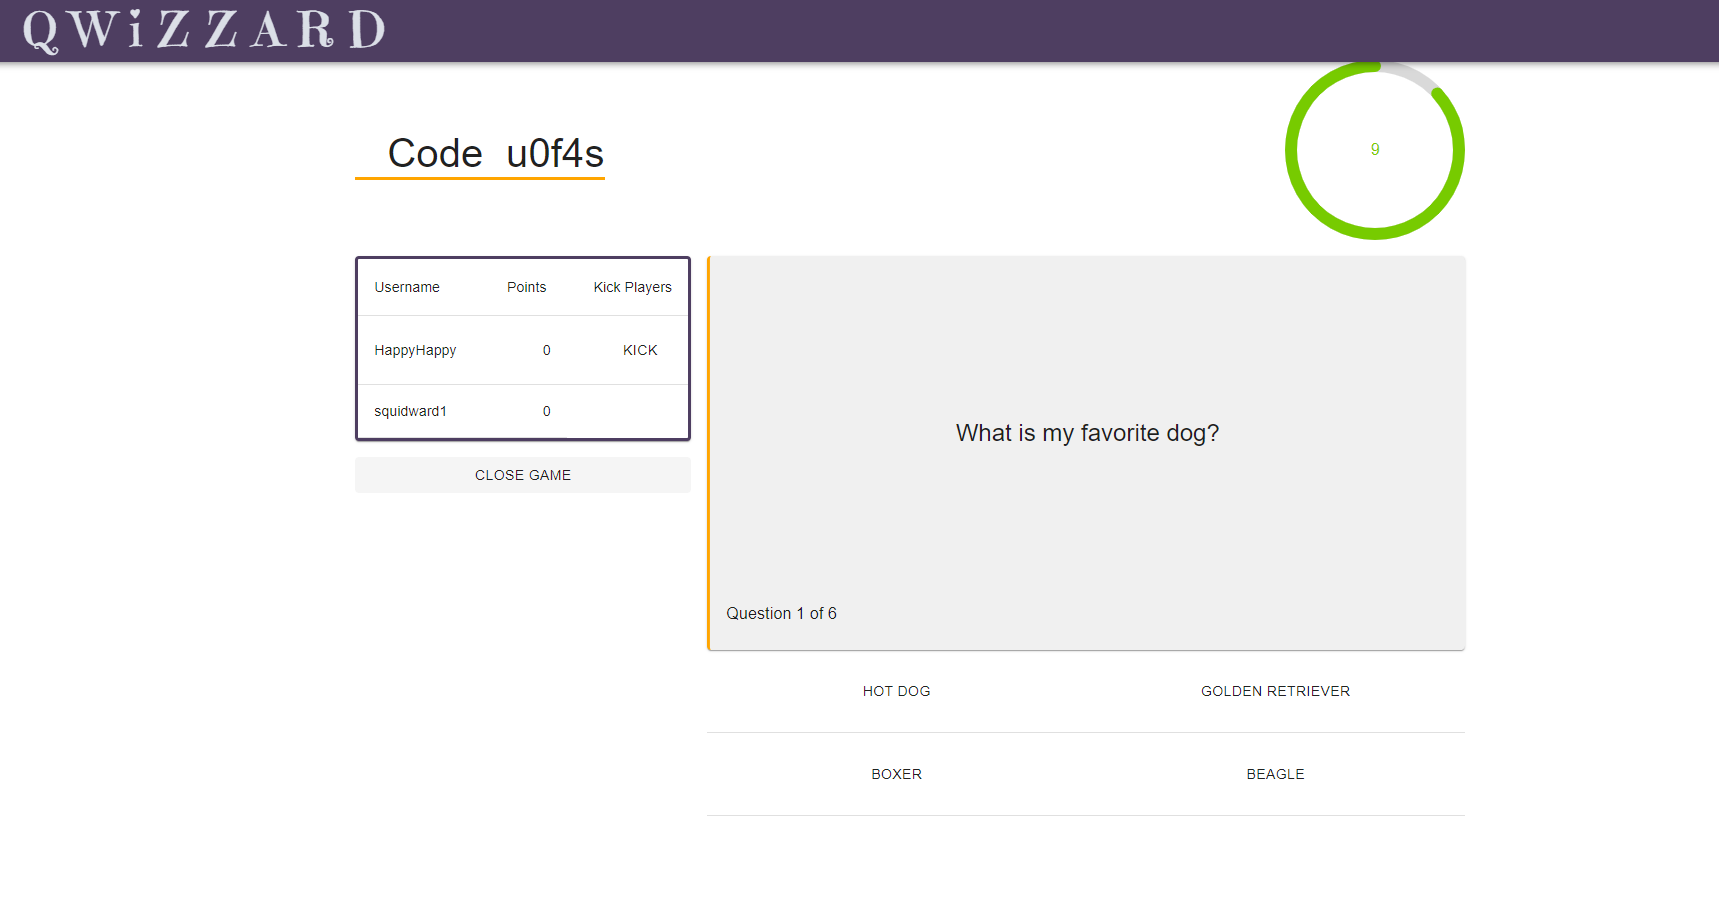 QWiZZARD
Code u0f4s
9
Username Points Kick Players
HappyHappy 0 KICK
squidward1 0
CLOSE GAME
What is my favorite dog?
Question 1 of 6
HOT DOG GOLDEN RETRIEVER
BOXER BEAGLE